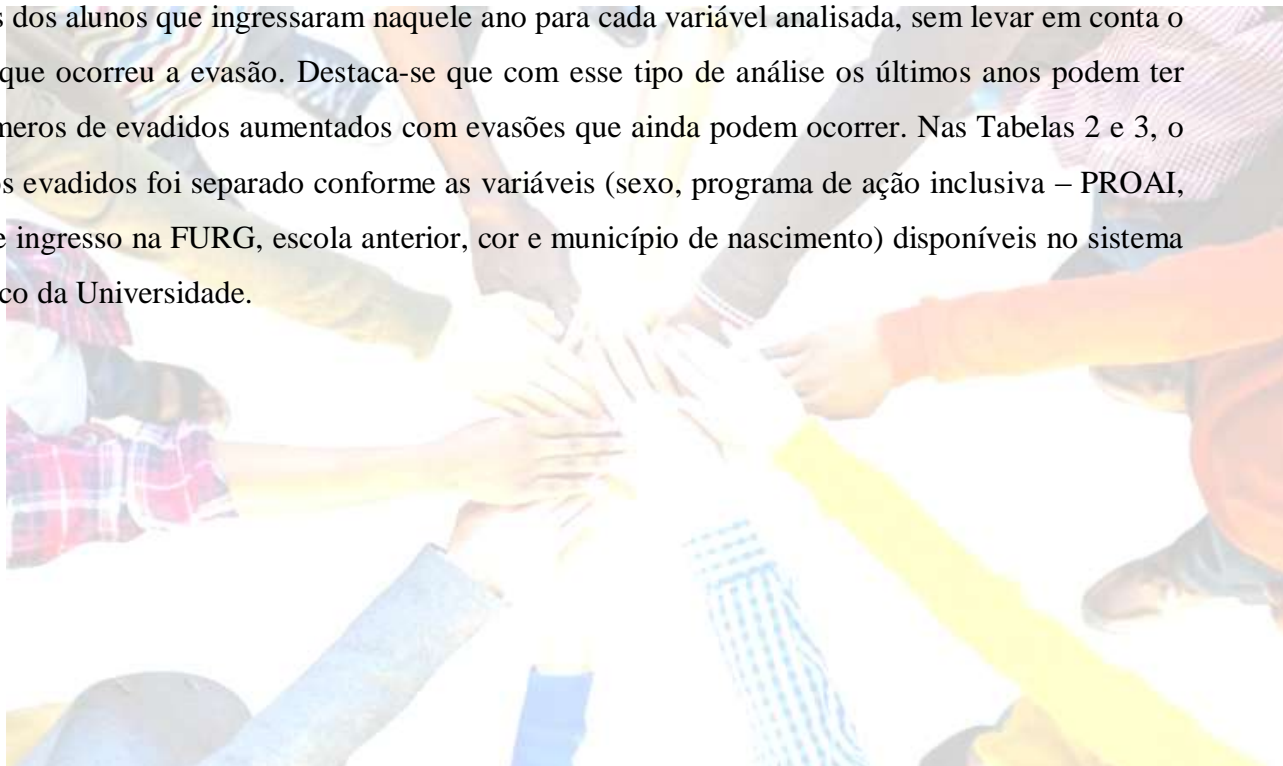 dos alunos que ingressaram naquele ano para cada variável analisada, sem levar em conta o
que ocorreu a evasão. Destaca-se que com esse tipo de análise os últimos anos podem ter
meros de evadidos aumentados com evasões que ainda podem ocorrer. Nas Tabelas 2 e 3, o
s evadidos foi separado conforme as variáveis (sexo, programa de ação inclusiva – PROAI,
e ingresso na FURG, escola anterior, cor e município de nascimento) disponíveis no sistema
co da Universidade.